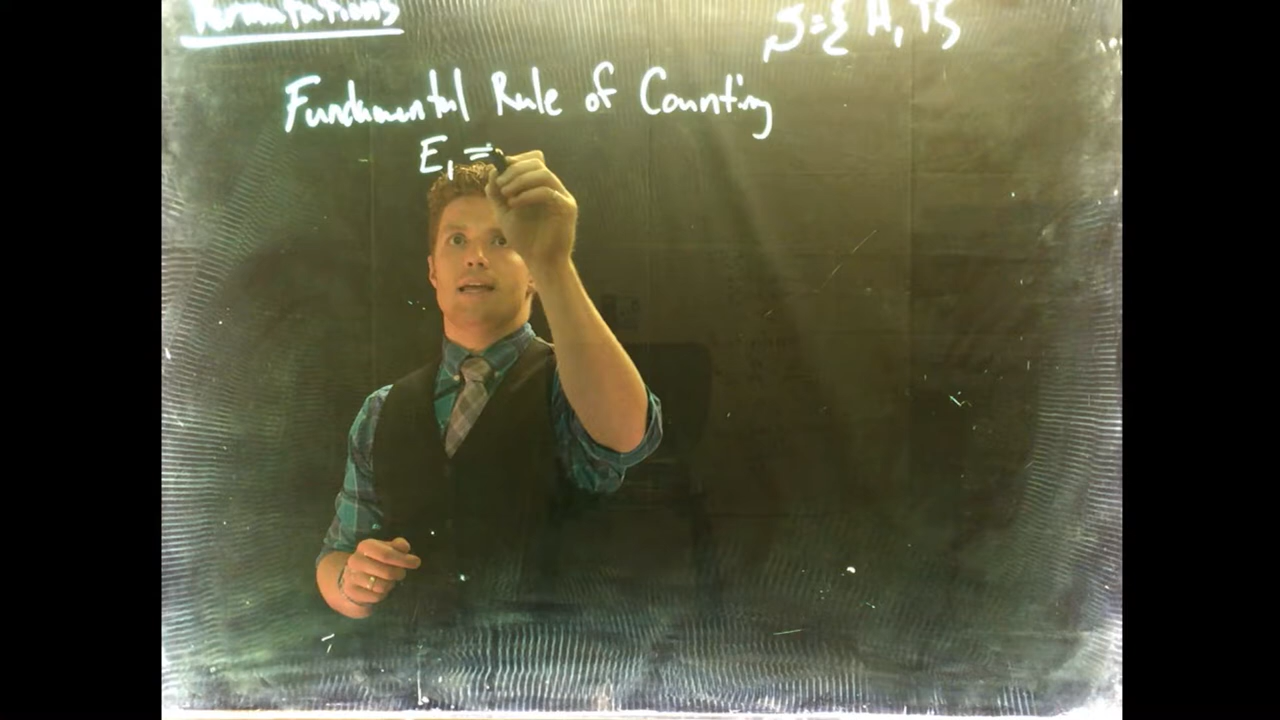 Permutations
S={H,T}
Fundamental Rule of Counting
E₁ =